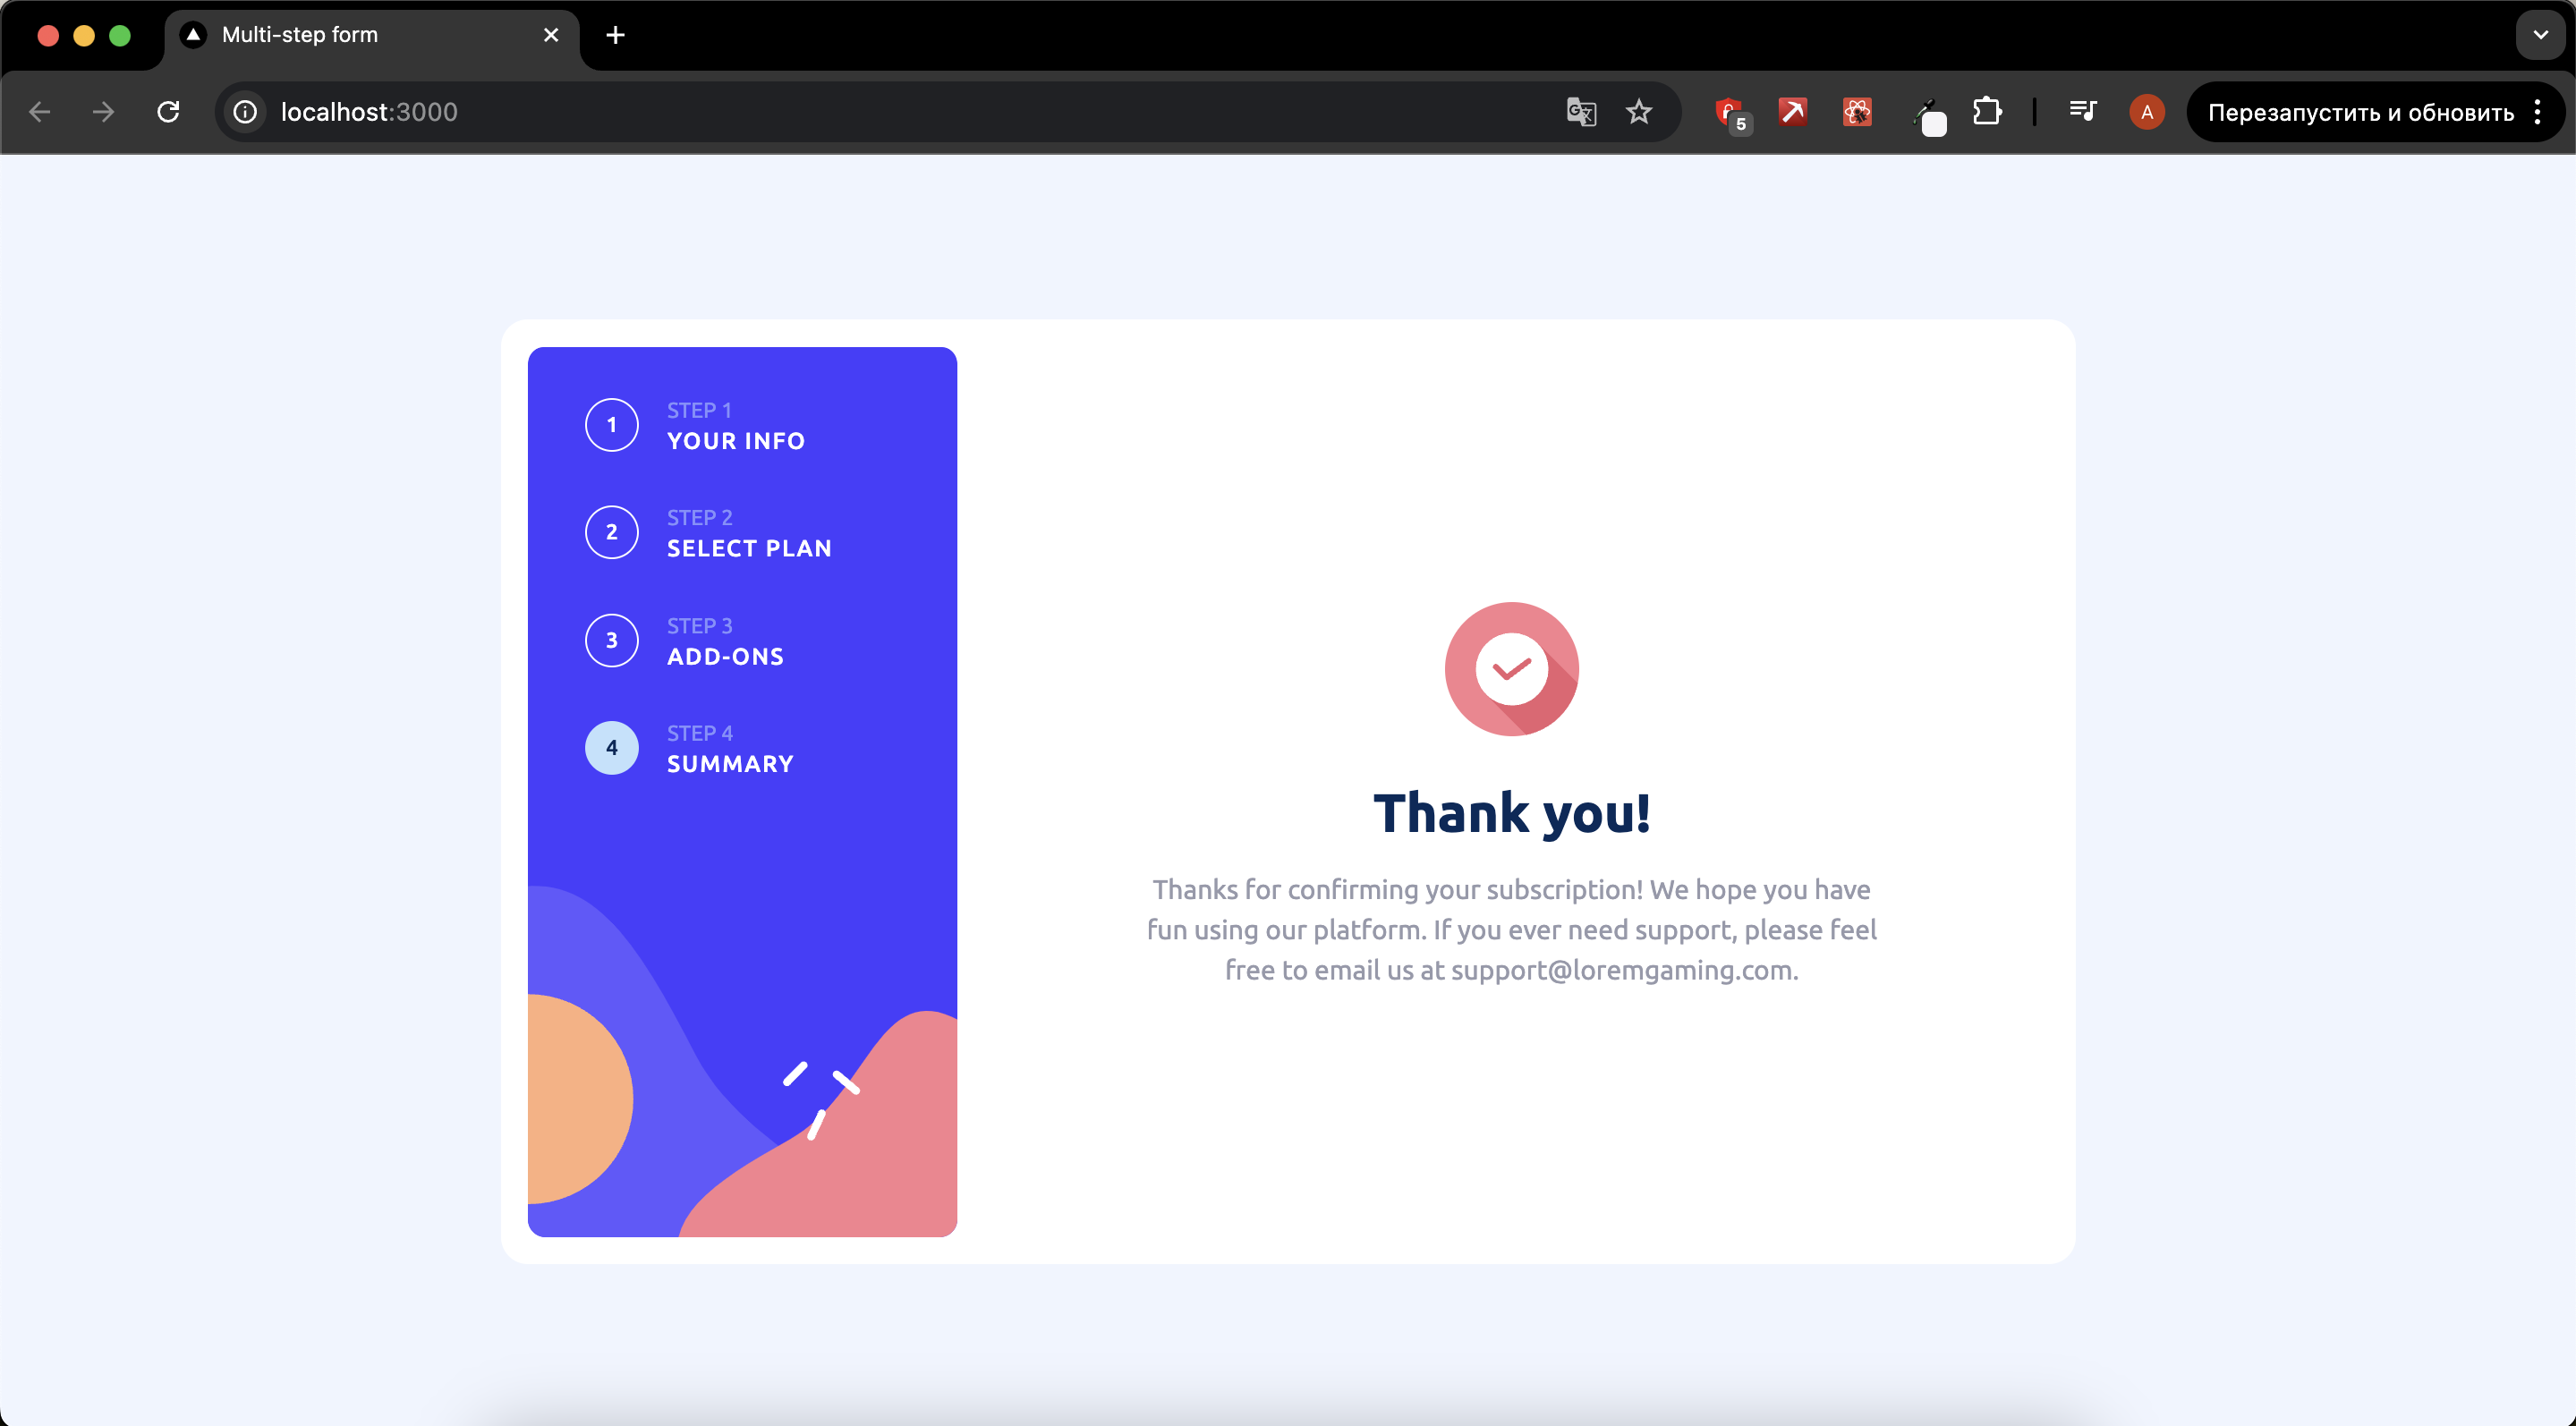 Multi-step form
localhost:3000
5
A
Перезапустить и обновить
1
STEP 1
YOUR INFO
2
STEP 2
SELECT PLAN
3
STEP 3
ADD-ONS
4
STEP 4
SUMMARY
Thank you!
Thanks for confirming your subscription! We hope you have
fun using our platform. If you ever need support, please feel
free to email us at support@loremgaming.com.